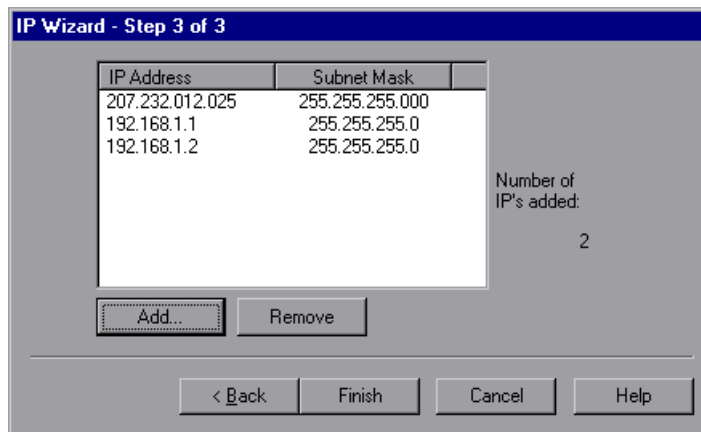 IP Wizard - Step 3 of 3
IP Address Subnet Mask
207.232.012.025 255.255.255.000
192.168.1.1 255.255.255.0
192.168.1.2 255.255.255.0
Number of
IP's added:
2
Add... Remove
< Back Finish Cancel Help